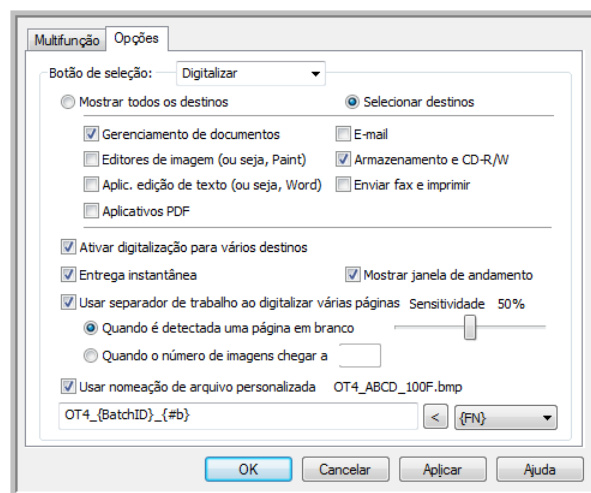 Multifunção Opções
Botão de seleção: Digitalizar
Mostrar todos os destinos Selecionar destinos
Gerenciamento de documentos E-mail
Editores de imagem (ou seja, Paint) Armazenamento e CD-R/W
Aplic. edição de texto (ou seja, Word) Enviar fax e imprimir
Aplicativos PDF
Ativar digitalização para vários destinos
Entrega instantânea Mostrar janela de andamento
Usar separador de trabalho ao digitalizar várias páginas Sensitividade 50%
Quando é detectada uma página em branco
Quando o número de imagens chegar a
Usar nomeação de arquivo personalizada OT4_ABCD_100F.bmp
OT4_{BatchID}_{#b} < {FN}
OK Cancelar Aplicar Ajuda